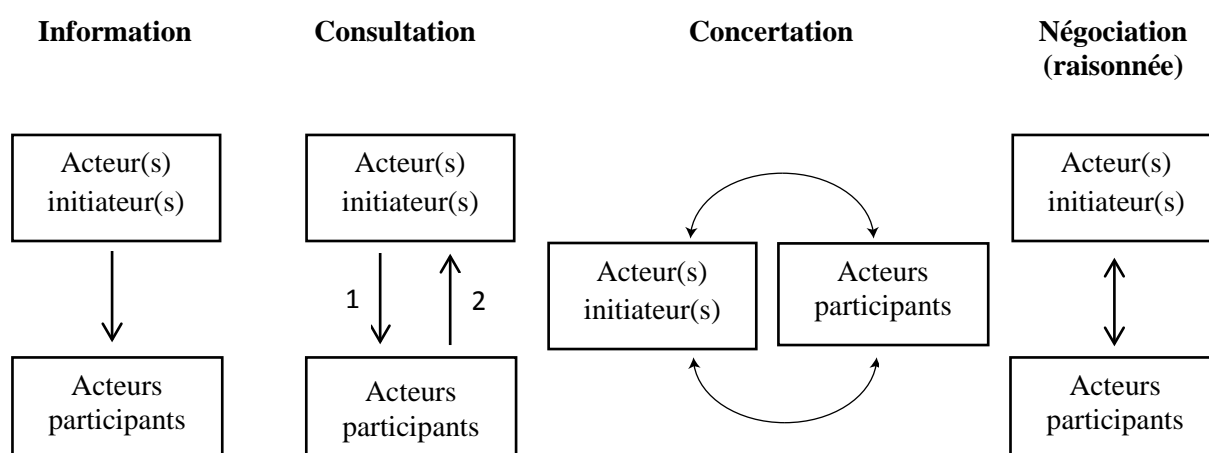 Information
Consultation
Concertation
Négociation
(raisonnée)
Acteur(s)
initiateur(s)
Acteurs
participants
Acteur(s)
initiateur(s)
1
2
Acteurs
participants
Acteur(s)
initiateur(s)
Acteurs
participants
Acteur(s)
initiateur(s)
Acteurs
participants